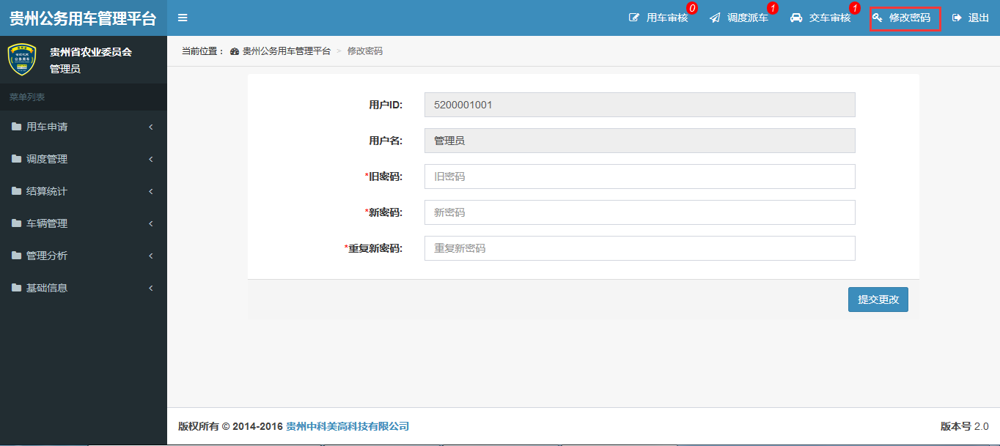 贵州公务用车管理平台
用车审核 0
调度派车 1
交车审核 1
修改密码
退出
贵州省农业委员会
管理员
当前位置： 贵州公务用车管理平台 > 修改密码
菜单列表
用车申请
调度管理
结算统计
车辆管理
管理分析
基础信息
用户ID: 5200001001
用户名: 管理员
*旧密码: 旧密码
*新密码: 新密码
*重复新密码: 重复新密码
提交更改
版权所有 © 2014-2016 贵州中科美高科技有限公司
版本号 2.0